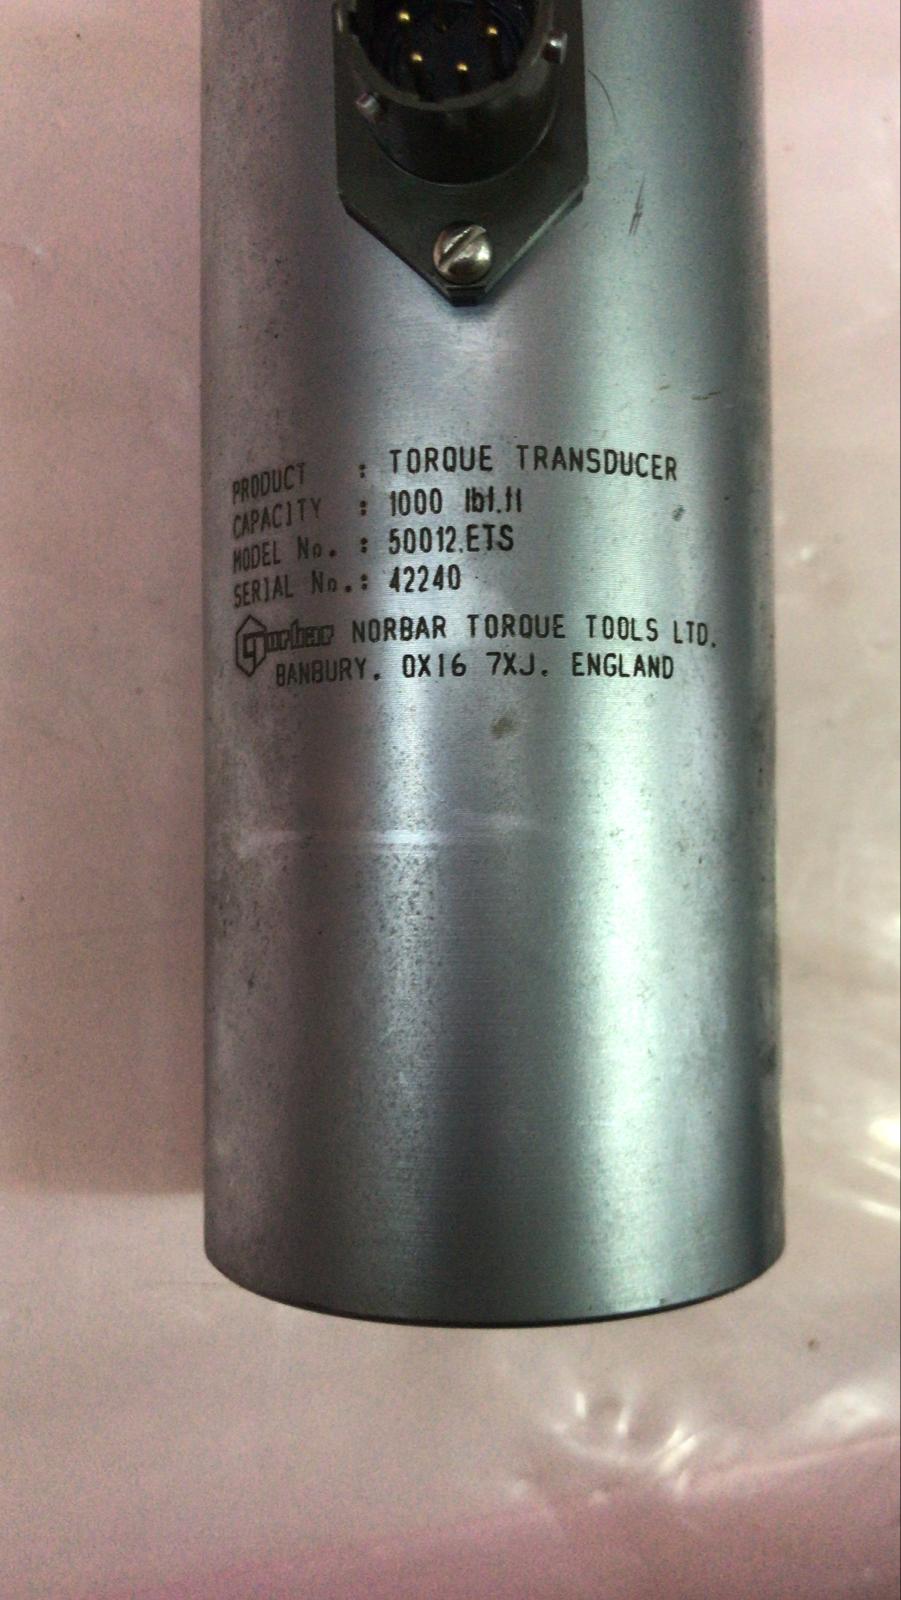 PRODUCT : TORQUE TRANSDUCER
CAPACITY : 1000 lbf.ft
MODEL No. : 50012.ETS
SERIAL No.: 42240
norbar NORBAR TORQUE TOOLS LTD.
BANBURY. OX16 7XJ. ENGLAND